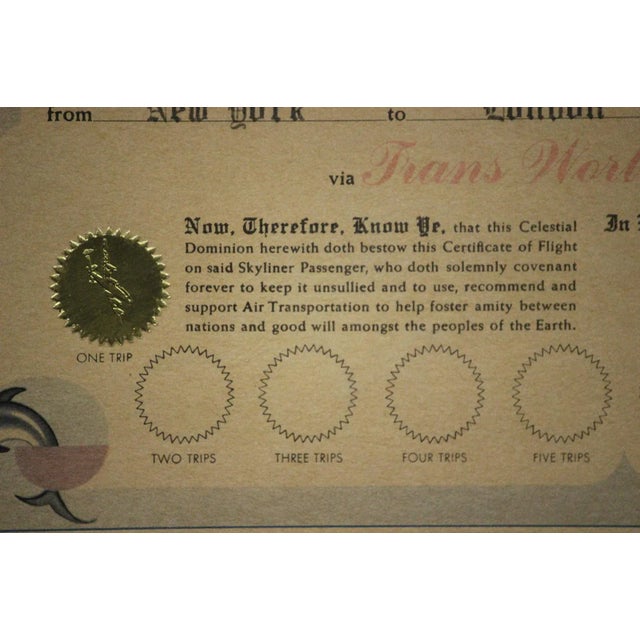 from New York to London
via Trans Worl
Now, Therefore, Know Ye, that this Celestial
Dominion herewith doth bestow this Certificate of Flight
on said Skyliner Passenger, who doth solemnly covenant
forever to keep it unsullied and to use, recommend and
support Air Transportation to help foster amity between
nations and good will amongst the peoples of the Earth.
In
ONE TRIP
TWO TRIPS
THREE TRIPS
FOUR TRIPS
FIVE TRIPS